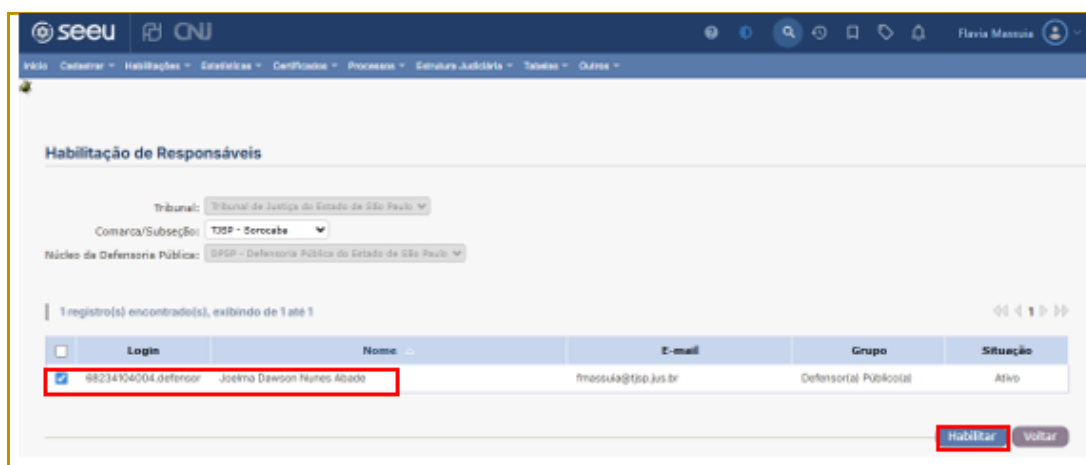 seeu CNJ Flavia Massuia
Início Cadastrar Habilitações Estatísticas Certificados Processos Estrutura Judiciária Tabelas Outros
Habilitação de Responsáveis
Tribunal: Tribunal de Justiça do Estado de São Paulo
Comarca/Subseção: TJSP - Sorocaba
Núcleo da Defensoria Pública: DPSP - Defensoria Pública do Estado de São Paulo
1 registro(s) encontrado(s), exibindo de 1 até 1 1
Login Nome E-mail Grupo Situação
68234104004.defensor Joelma Dawson Nunes Abade fmassuia@tjsp.jus.br Defensor(a) Público(a) Ativo
Habilitar Voltar